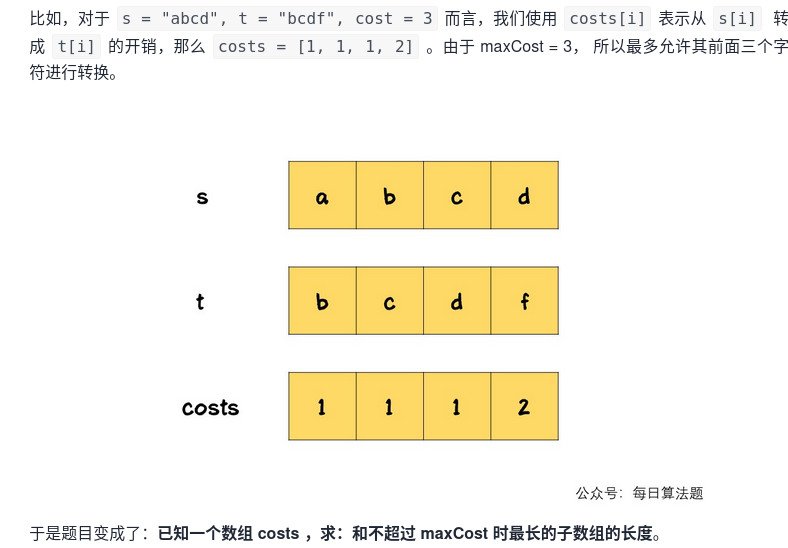 比如，对于 s = "abcd", t = "bcdf", cost = 3 而言，我们使用 costs[i] 表示从 s[i] 转
成 t[i] 的开销，那么 costs = [1, 1, 1, 2] 。由于 maxCost = 3， 所以最多允许其前面三个字
符进行转换。
s a b c d
t b c d f
costs 1 1 1 2
公众号：每日算法题
于是题目变成了：已知一个数组 costs ，求：和不超过 maxCost 时最长的子数组的长度。